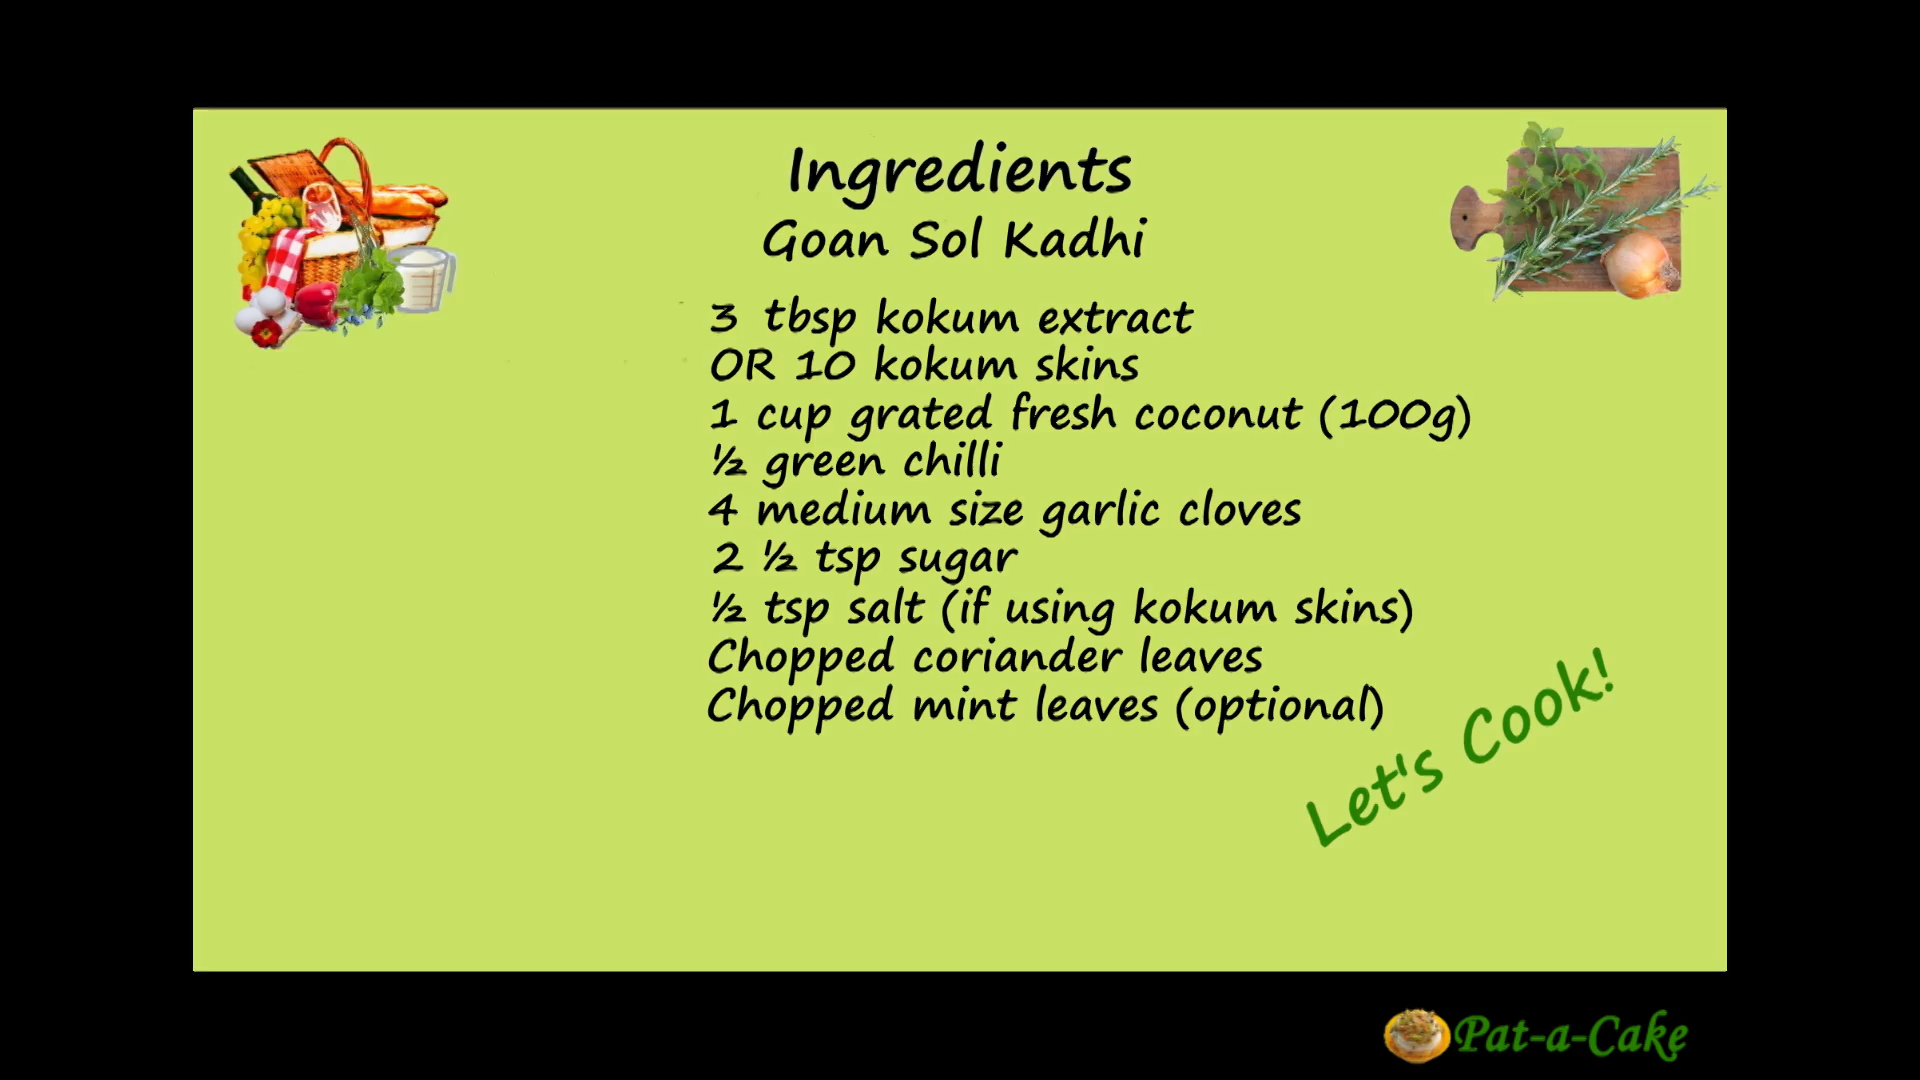 Ingredients
Goan Sol Kadhi
3 tbsp kokum extract
OR 10 kokum skins
1 cup grated fresh coconut (100g)
½ green chilli
4 medium size garlic cloves
2 ½ tsp sugar
½ tsp salt (if using kokum skins)
Chopped coriander leaves
Chopped mint leaves (optional)
Let's Cook!
Pat-a-Cake